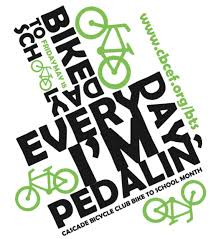 BIKE
TO SCHOOL
DAY
FRIDAY MAY 18
www.cbcef.org/bts
EVERY DAY,
I'M
PEDALIN'
CASCADE BICYCLE CLUB BIKE TO SCHOOL MONTH